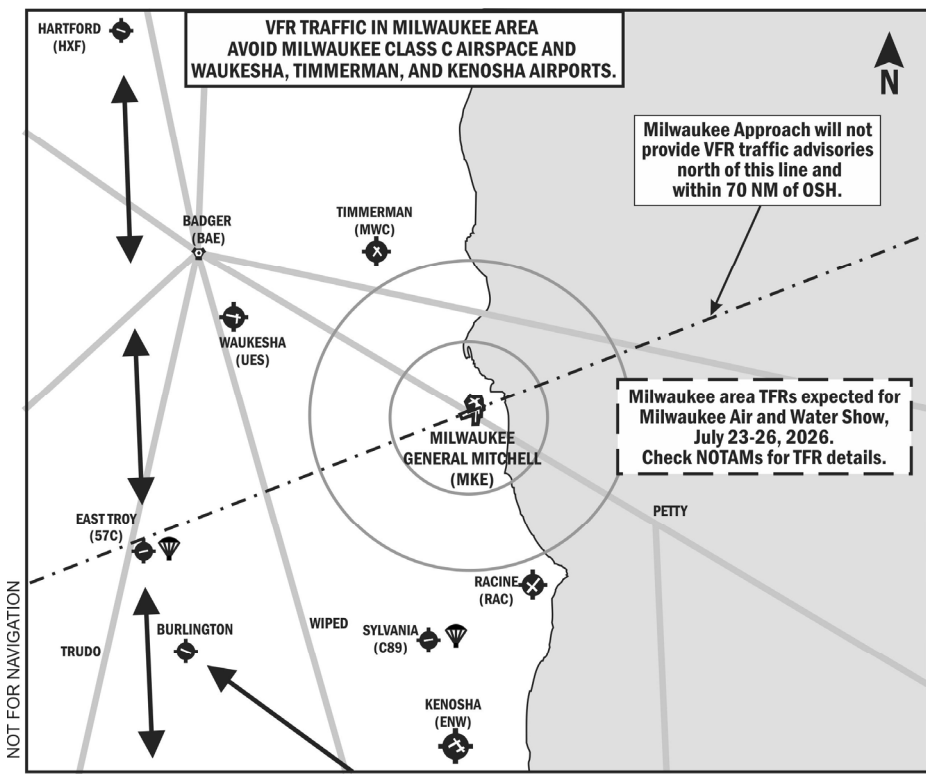 HARTFORD
(HXF)
VFR TRAFFIC IN MILWAUKEE AREA
AVOID MILWAUKEE CLASS C AIRSPACE AND
WAUKESHA, TIMMERMAN, AND KENOSHA AIRPORTS.
N
Milwaukee Approach will not
provide VFR traffic advisories
north of this line and
within 70 NM of OSH.
BADGER
(BAE)
TIMMERMAN
(MWC)
WAUKESHA
(UES)
MILWAUKEE
GENERAL MITCHELL
(MKE)
Milwaukee area TFRs expected for
Milwaukee Air and Water Show,
July 23-26, 2026.
Check NOTAMs for TFR details.
EAST TROY
(57C)
PETTY
RACINE
(RAC)
TRUDO
BURLINGTON
WIPED
SYLVANIA
(C89)
KENOSHA
(ENW)
NOT FOR NAVIGATION